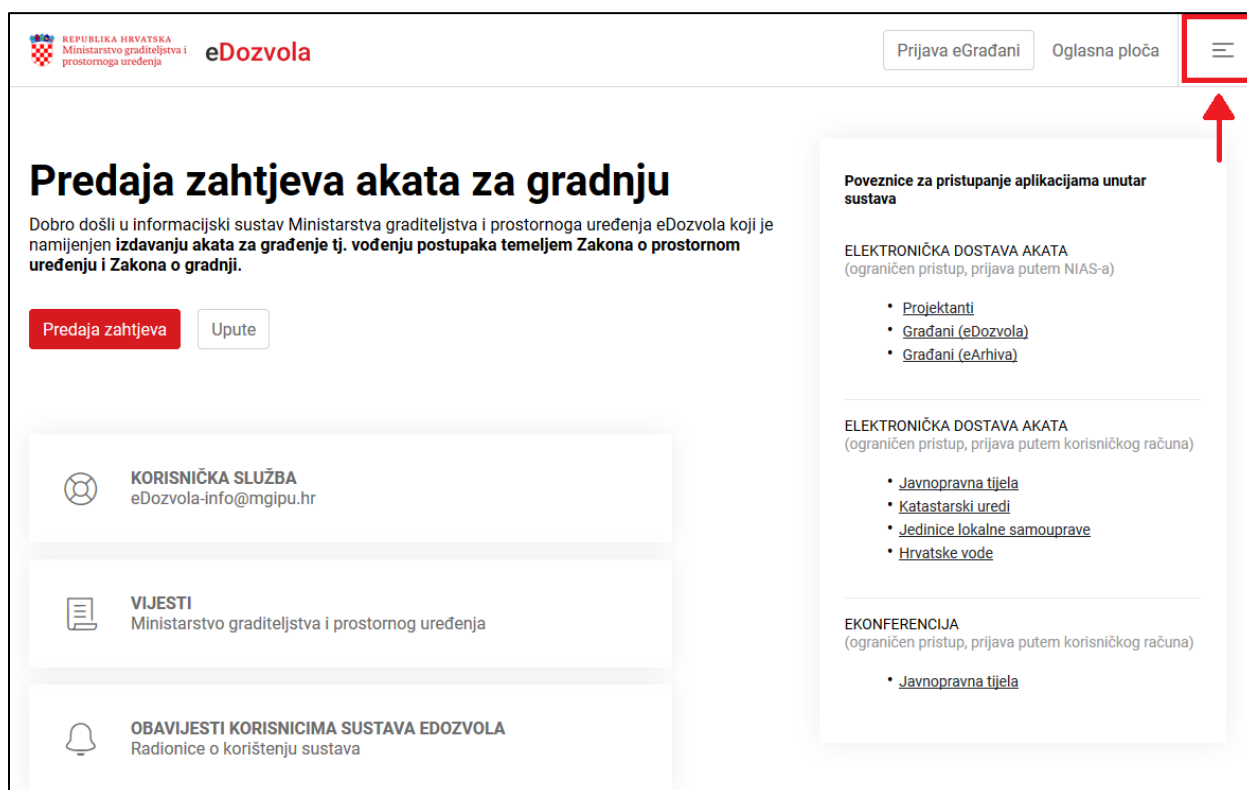 REPUBLIKA HRVATSKA
Ministarstvo graditeljstva i
prostornoga uređenja
eDozvola
Prijava eGrađani
Oglasna ploča
Predaja zahtjeva akata za gradnju
Dobro došli u informacijski sustav Ministarstva graditeljstva i prostornoga uređenja eDozvola koji je
namijenjen izdavanju akata za građenje tj. vođenju postupaka temeljem Zakona o prostornom
uređenju i Zakona o gradnji.
Predaja zahtjeva
Upute
KORISNIČKA SLUŽBA
eDozvola-info@mgipu.hr
VIJESTI
Ministarstvo graditeljstva i prostornog uređenja
OBAVIJESTI KORISNICIMA SUSTAVA EDOZVOLA
Radionice o korištenju sustava
Poveznice za pristupanje aplikacijama unutar
sustava
ELEKTRONIČKA DOSTAVA AKATA
(ograničen pristup, prijava putem NIAS-a)
• Projektanti
• Građani (eDozvola)
• Građani (eArhiva)
ELEKTRONIČKA DOSTAVA AKATA
(ograničen pristup, prijava putem korisničkog računa)
• Javnopravna tijela
• Katastarski uredi
• Jedinice lokalne samouprave
• Hrvatske vode
EKONFERENCIJA
(ograničen pristup, prijava putem korisničkog računa)
• Javnopravna tijela